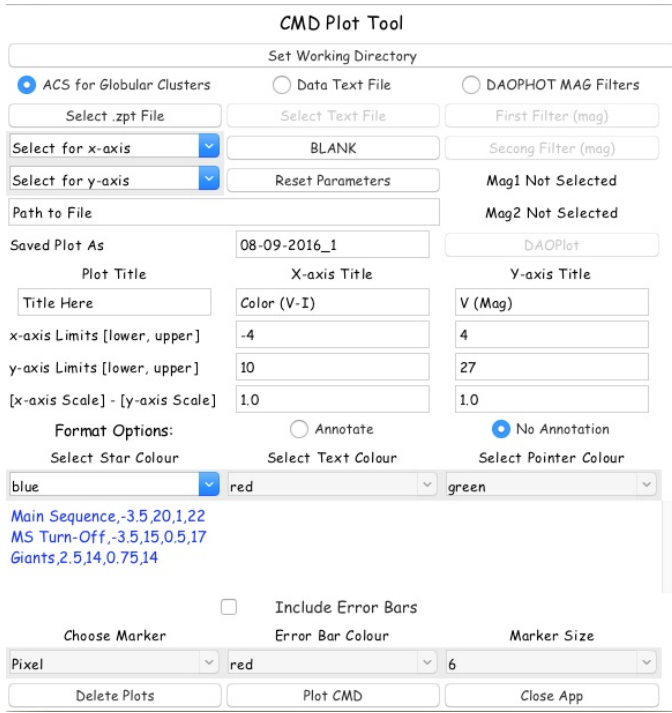 CMD Plot Tool
Set Working Directory
ACS for Globular Clusters Data Text File DAOPHOT MAG Filters
Select .zpt File Select Text File First Filter (mag)
Select for x-axis BLANK Secong Filter (mag)
Select for y-axis Reset Parameters Mag1 Not Selected
Path to File Mag2 Not Selected
Saved Plot As 08-09-2016_1 DAOPlot
Plot Title X-axis Title Y-axis Title
Title Here Color (V-I) V (Mag)
x-axis Limits [lower, upper] -4 4
y-axis Limits [lower, upper] 10 27
[x-axis Scale] - [y-axis Scale] 1.0 1.0
Format Options: Annotate No Annotation
Select Star Colour Select Text Colour Select Pointer Colour
blue red green
Main Sequence,-3.5,20,1,22
MS Turn-Off,-3.5,15,0.5,17
Giants,2.5,14,0.75,14
Include Error Bars
Choose Marker Error Bar Colour Marker Size
Pixel red 6
Delete Plots Plot CMD Close App